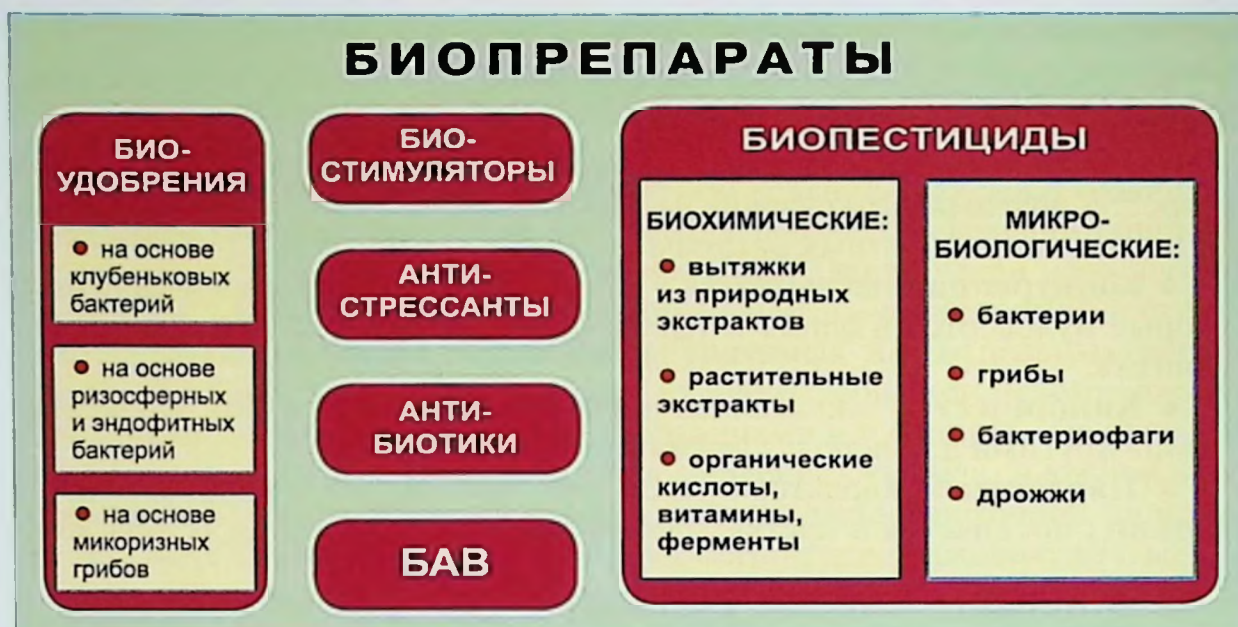 БИОПРЕПАРАТЫ
БИО-
УДОБРЕНИЯ
• на основе
клубеньковых
бактерий
• на основе
ризосферных
и эндофитных
бактерий
• на основе
микоризных
грибов
БИО-
СТИМУЛЯТОРЫ
АНТИ-
СТРЕССАНТЫ
АНТИ-
БИОТИКИ
БАВ
БИОПЕСТИЦИДЫ
БИОХИМИЧЕСКИЕ:
• вытяжки
из природных
экстрактов
• растительные
экстракты
• органические
кислоты,
витамины,
ферменты
МИКРО-
БИОЛОГИЧЕСКИЕ:
• бактерии
• грибы
• бактериофаги
• дрожжи